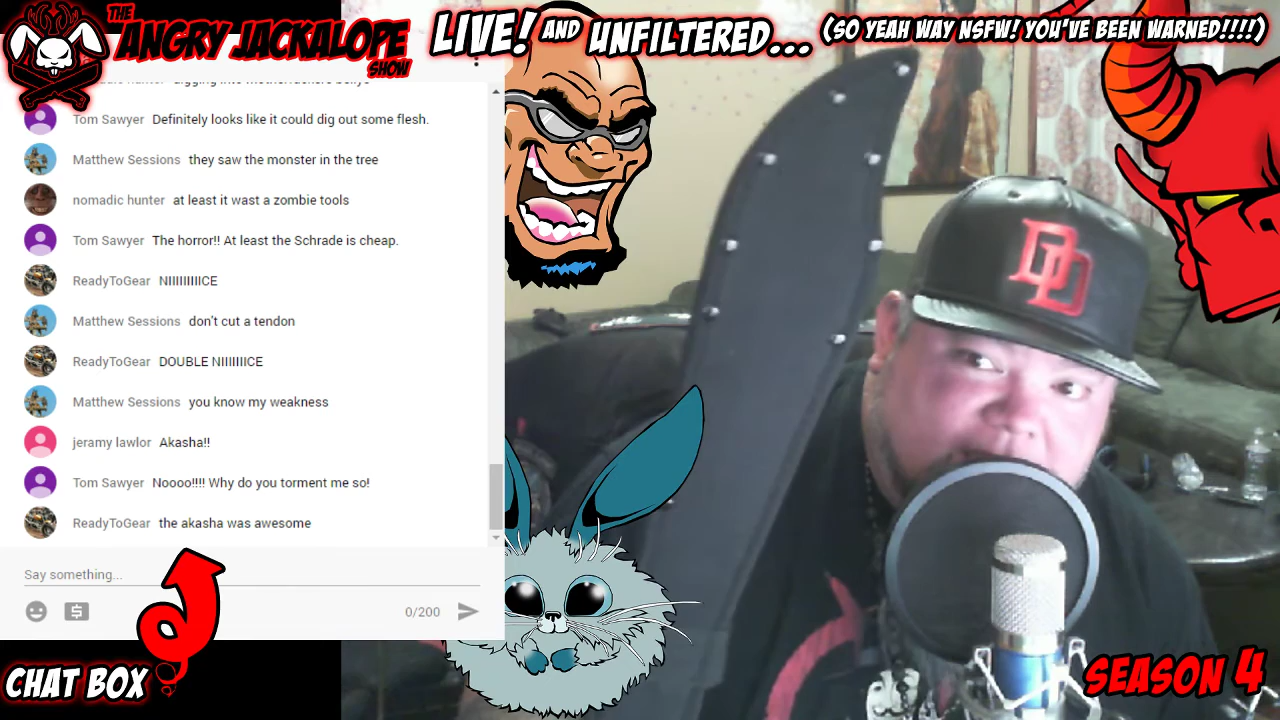 THE
ANGRY JACKALOPE
SHOW
LIVE! AND UNFILTERED...
(SO YEAH WAY NSFW! YOU'VE BEEN WARNED!!!!)
Tom Sawyer Definitely looks like it could dig out some flesh.
Matthew Sessions they saw the monster in the tree
nomadic hunter at least it wast a zombie tools
Tom Sawyer The horror!! At least the Schrade is cheap.
ReadyToGear NIIIIIIIIICE
Matthew Sessions don't cut a tendon
ReadyToGear DOUBLE NIIIIIIICE
Matthew Sessions you know my weakness
jeramy lawlor Akasha!!
Tom Sawyer Noooo!!!! Why do you torment me so!
ReadyToGear the akasha was awesome
Say something...
0/200
CHAT BOX
DD
SEASON 4